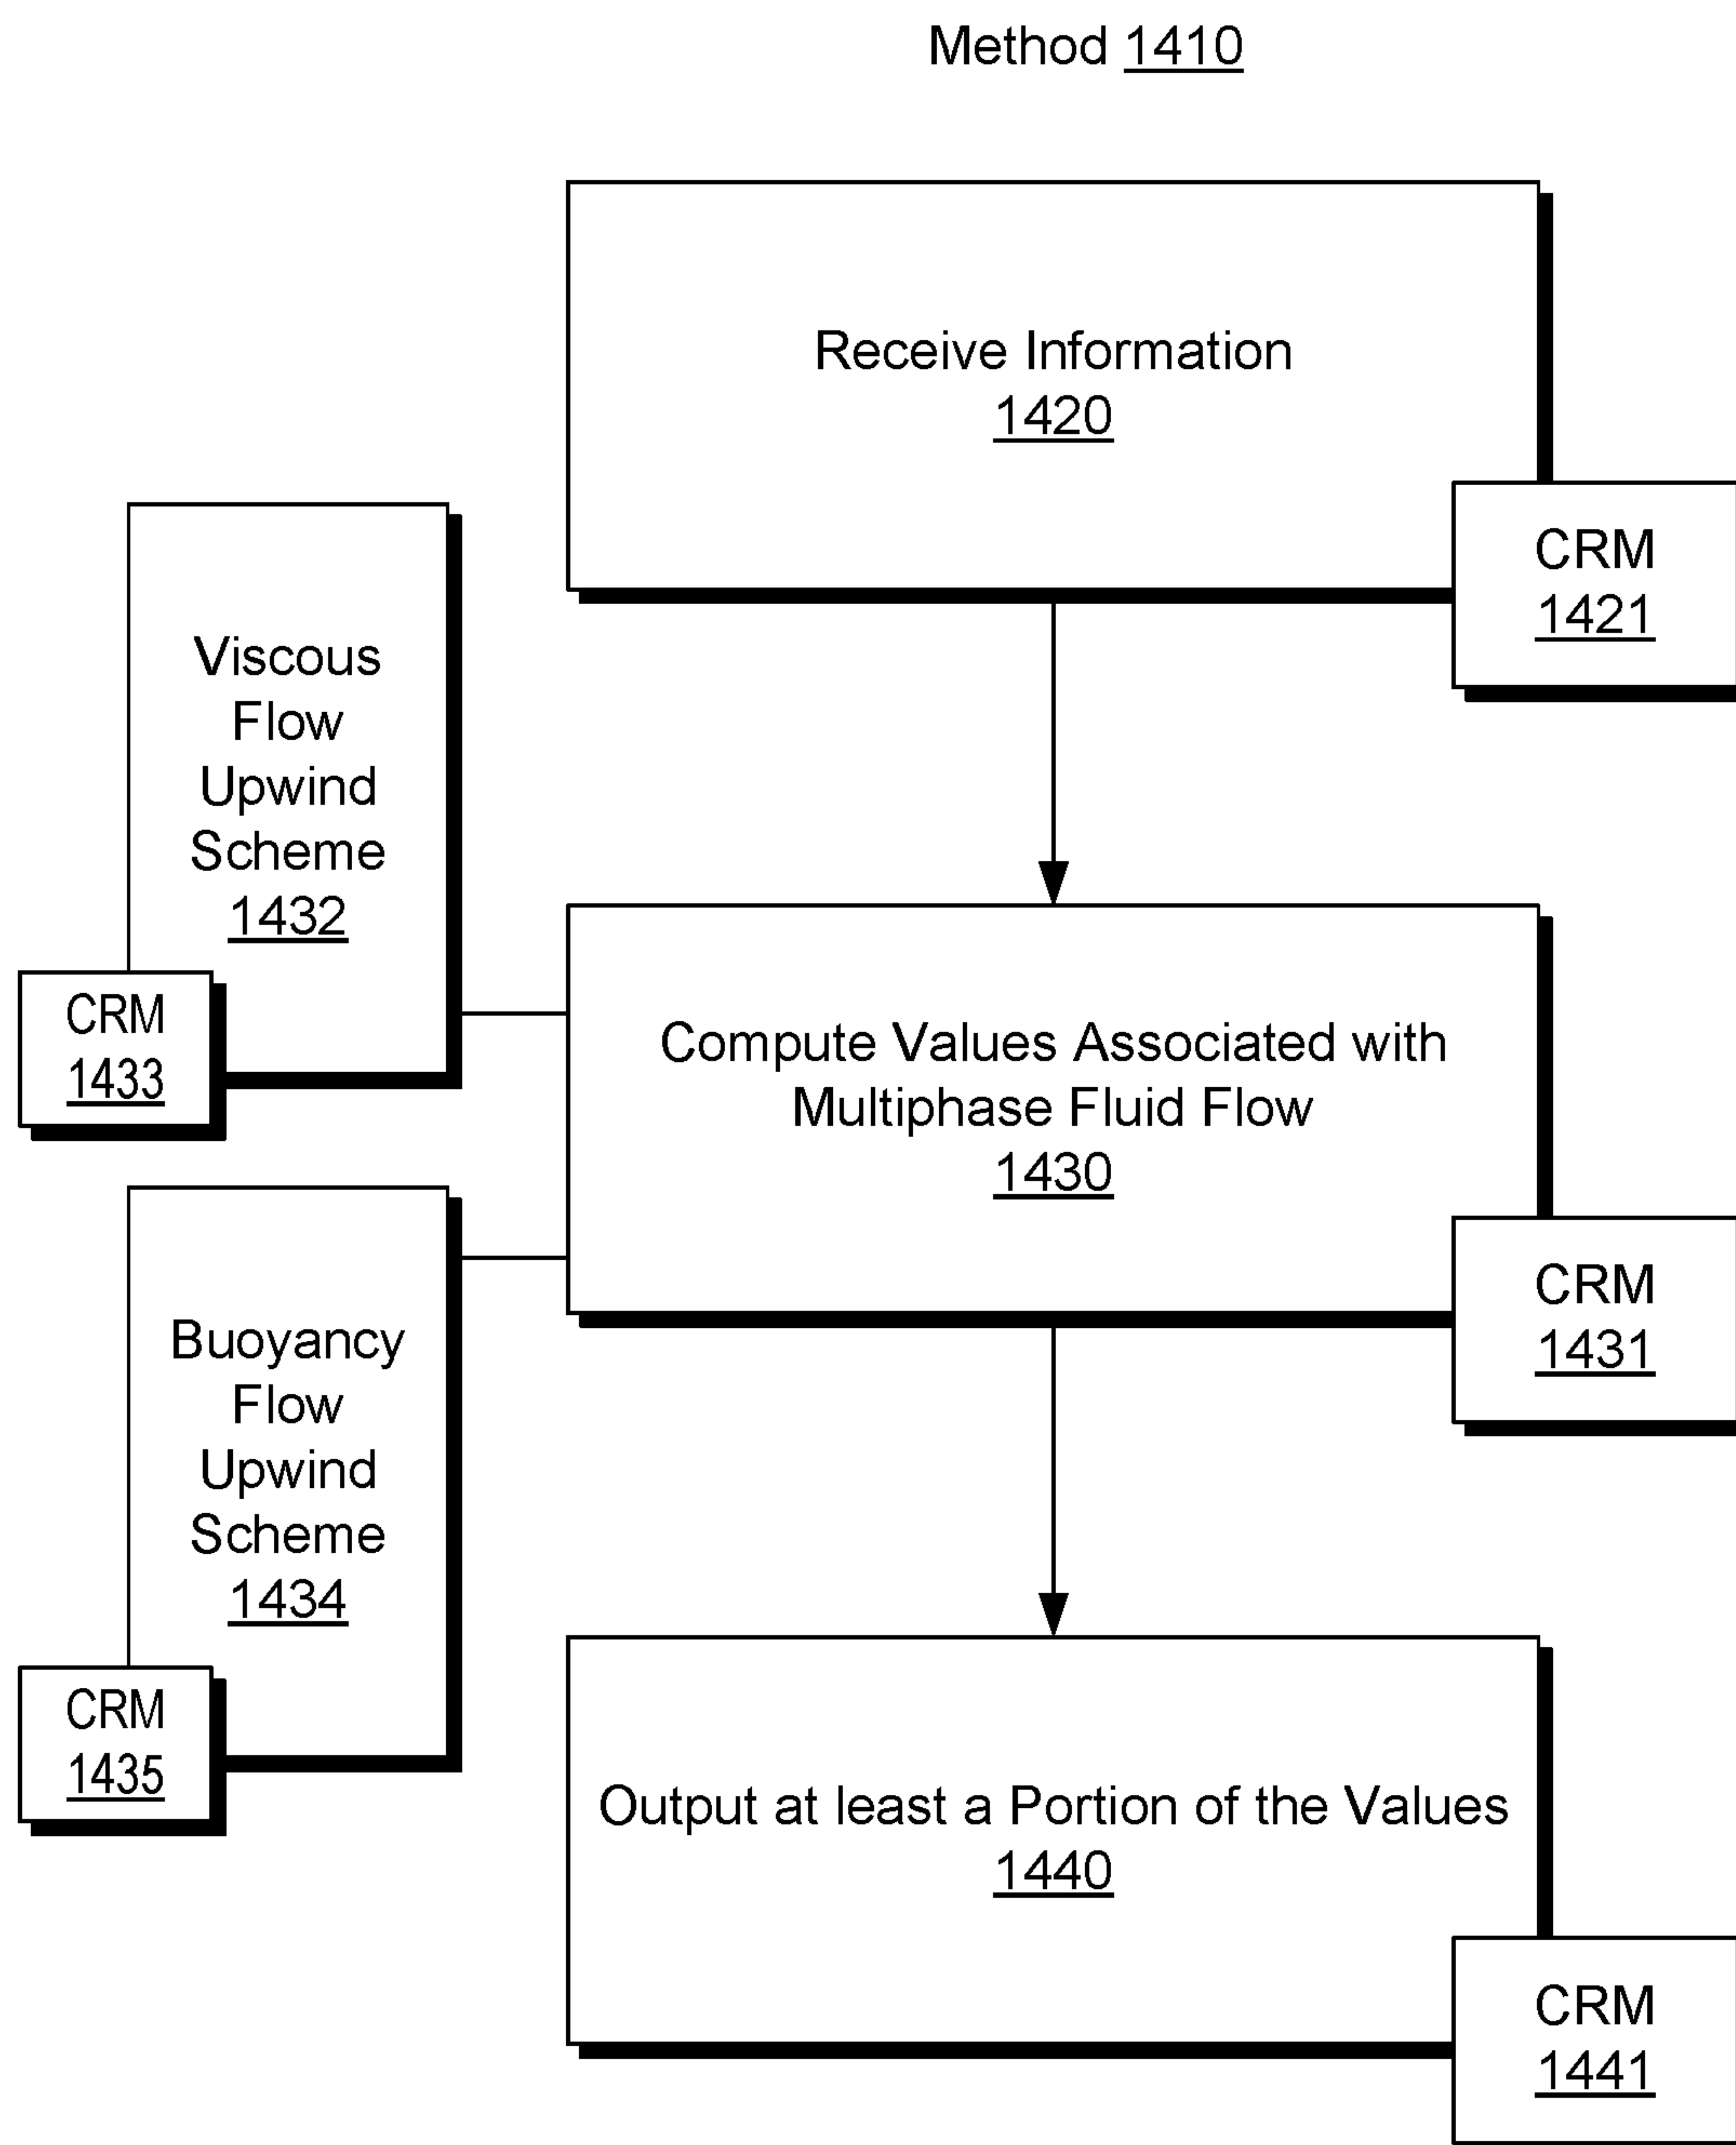 Method 1410
Receive Information
1420
CRM
1421
Viscous
Flow
Upwind
Scheme
1432
CRM
1433
Compute Values Associated with
Multiphase Fluid Flow
1430
CRM
1431
Buoyancy
Flow
Upwind
Scheme
1434
CRM
1435
Output at least a Portion of the Values
1440
CRM
1441